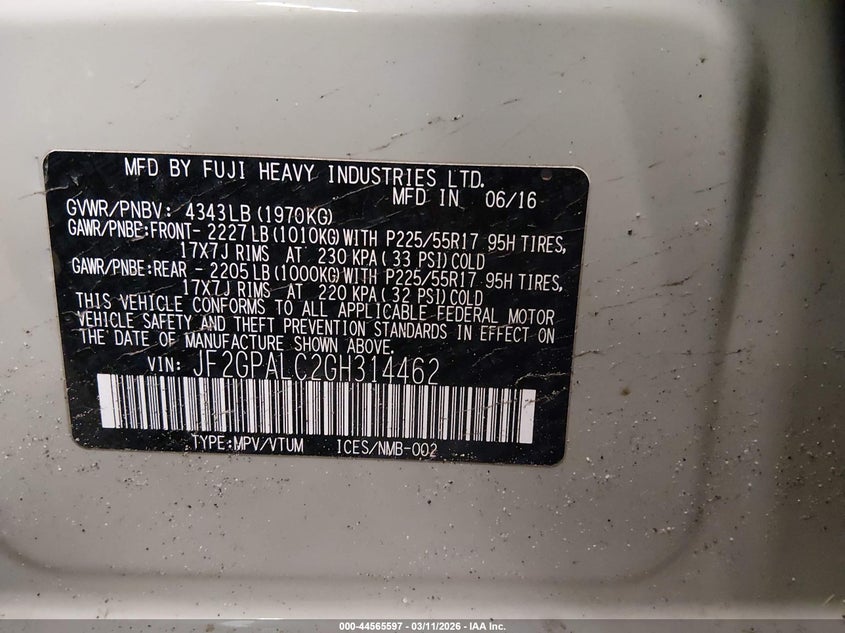 MFD BY FUJI HEAVY INDUSTRIES LTD.
MFD IN 06/16
GVWR/PNBV: 4343LB(1970KG)
GAWR/PNBE:FRONT- 2227LB(1010KG)WITH P225/55R17 95H TIRES,
17X7J RIMS AT 230 KPA( 33 PSI)COLD
GAWR/PNBE:REAR - 2205LB(1000KG)WITH P225/55R17 95H TIRES,
17X7J RIMS AT 220 KPA( 32 PSI)COLD
THIS VEHICLE CONFORMS TO ALL APPLICABLE FEDERAL MOTOR
VEHICLE SAFETY AND THEFT PREVENTION STANDARDS IN EFFECT ON
THE DATE OF MANUFACTURE SHOWN ABOVE.
VIN: JF2GPALC2GH314462
TYPE:MPV/VTUM ICES/NMB-002
000-44565597 - 03/11/2026 - IAA Inc.